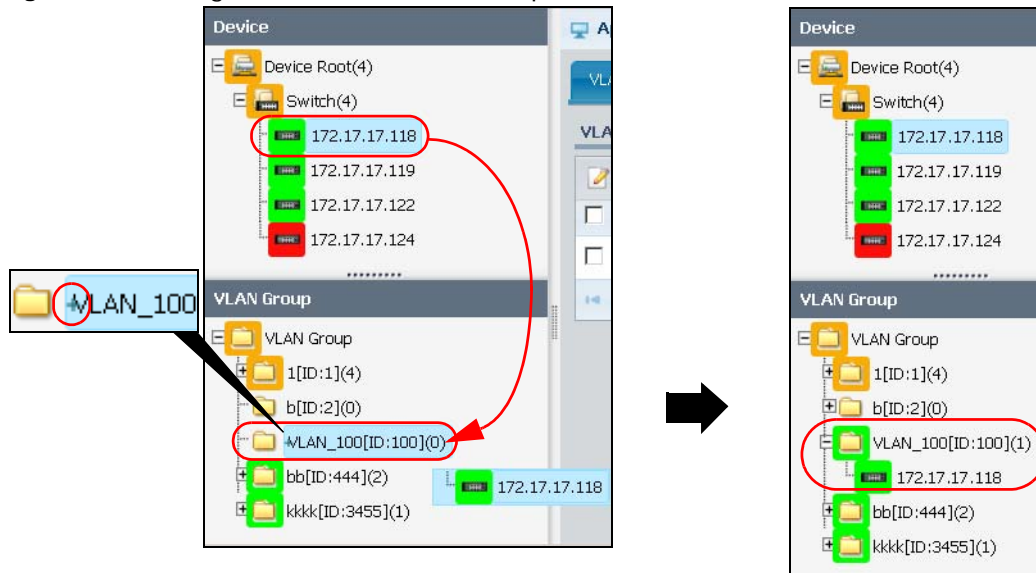 Device
Device Root(4)
Switch(4)
172.17.17.118
172.17.17.119
172.17.17.122
172.17.17.124
VLAN Group
VLAN Group
1[ID:1](4)
b[ID:2](0)
VLAN_100[ID:100](0)
bb[ID:444](2)
172.17.17.118
kkkk[ID:3455](1)
VLAN_100
Device
Device Root(4)
Switch(4)
172.17.17.118
172.17.17.119
172.17.17.122
172.17.17.124
VLAN Group
VLAN Group
1[ID:1](4)
b[ID:2](0)
VLAN_100[ID:100](1)
172.17.17.118
bb[ID:444](2)
kkkk[ID:3455](1)